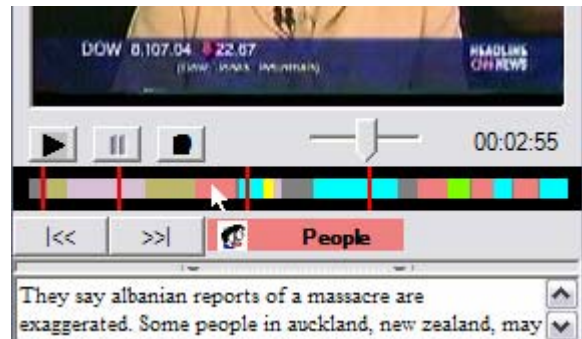 DOW 8,107.04 22.67
HEADLINE
CNN NEWS
00:02:55
|<< >>| People
They say albanian reports of a massacre are
exaggerated. Some people in auckland, new zealand, may